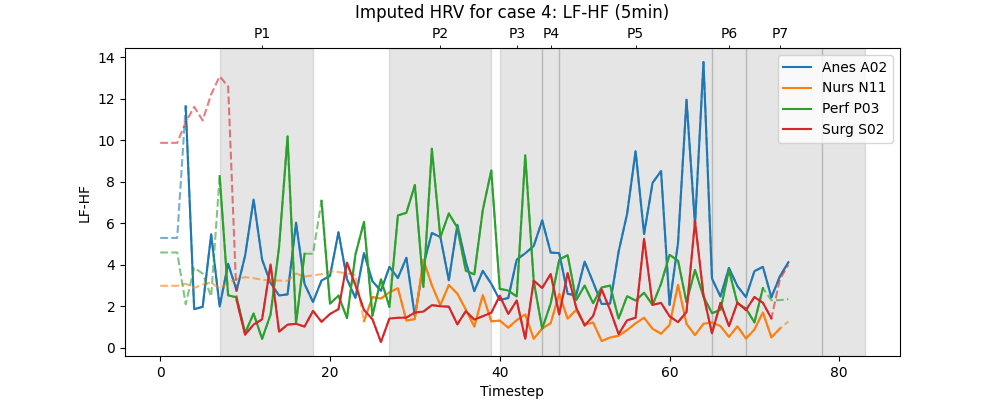 Imputed HRV for case 4: LF-HF (5min)
P1 P2 P3 P4 P5 P6 P7
14
12
10
8
6
4
2
0
LF-HF
Anes A02
Nurs N11
Perf P03
Surg S02
0 20 40 60 80
Timestep